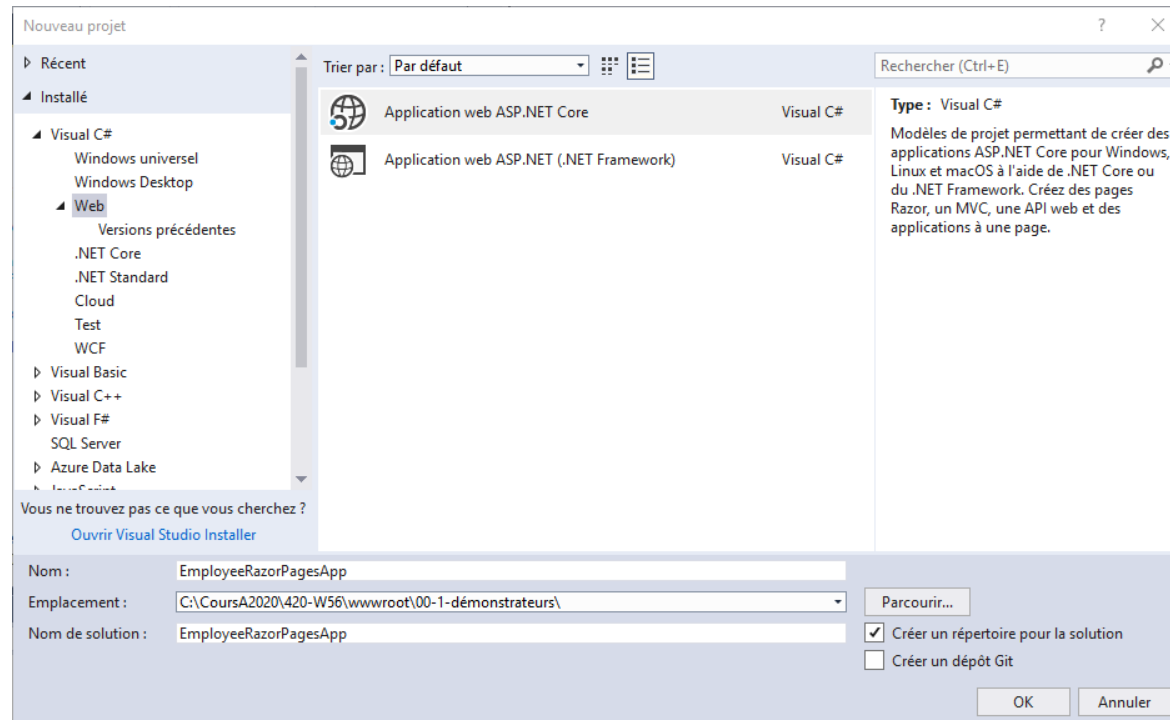 Nouveau projet
?
Récent
Installé
Visual C#
Windows universel
Windows Desktop
Web
Versions précédentes
.NET Core
.NET Standard
Cloud
Test
WCF
Visual Basic
Visual C++
Visual F#
SQL Server
Azure Data Lake
Vous ne trouvez pas ce que vous cherchez ?
Ouvrir Visual Studio Installer
Trier par : Par défaut
Application web ASP.NET Core Visual C#
Application web ASP.NET (.NET Framework) Visual C#
Rechercher (Ctrl+E)
Type : Visual C#
Modèles de projet permettant de créer des
applications ASP.NET Core pour Windows,
Linux et macOS à l'aide de .NET Core ou
du .NET Framework. Créez des pages
Razor, un MVC, une API web et des
applications à une page.
Nom : EmployeeRazorPagesApp
Emplacement : C:\CoursA2020\420-W56\wwwroot\00-1-démonstrateurs\
Parcourir...
Nom de solution : EmployeeRazorPagesApp
Créer un répertoire pour la solution
Créer un dépôt Git
OK Annuler